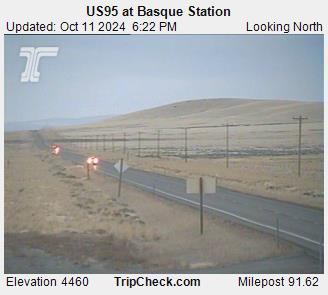 US95 at Basque Station
Updated: Oct 11 2024 6:22 PM Looking North
Elevation 4460 TripCheck.com Milepost 91.62